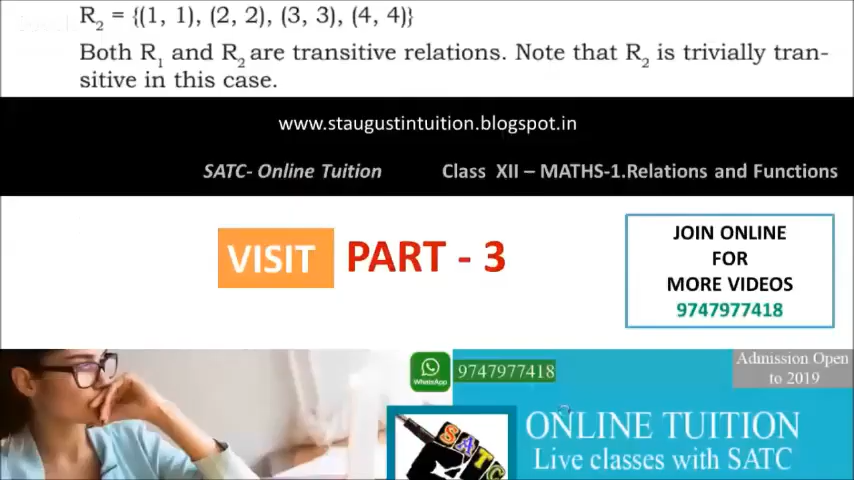 R2 = {(1, 1), (2, 2), (3, 3), (4, 4)}
Both R1 and R2 are transitive relations. Note that R2 is trivially tran-
sitive in this case.
www.staugustintuition.blogspot.in
SATC- Online Tuition Class XII – MATHS-1.Relations and Functions
VISIT PART - 3
JOIN ONLINE
FOR
MORE VIDEOS
9747977418
WhatsApp 9747977418
Admission Open
to 2019
SATC
ONLINE TUITION
Live classes with SATC